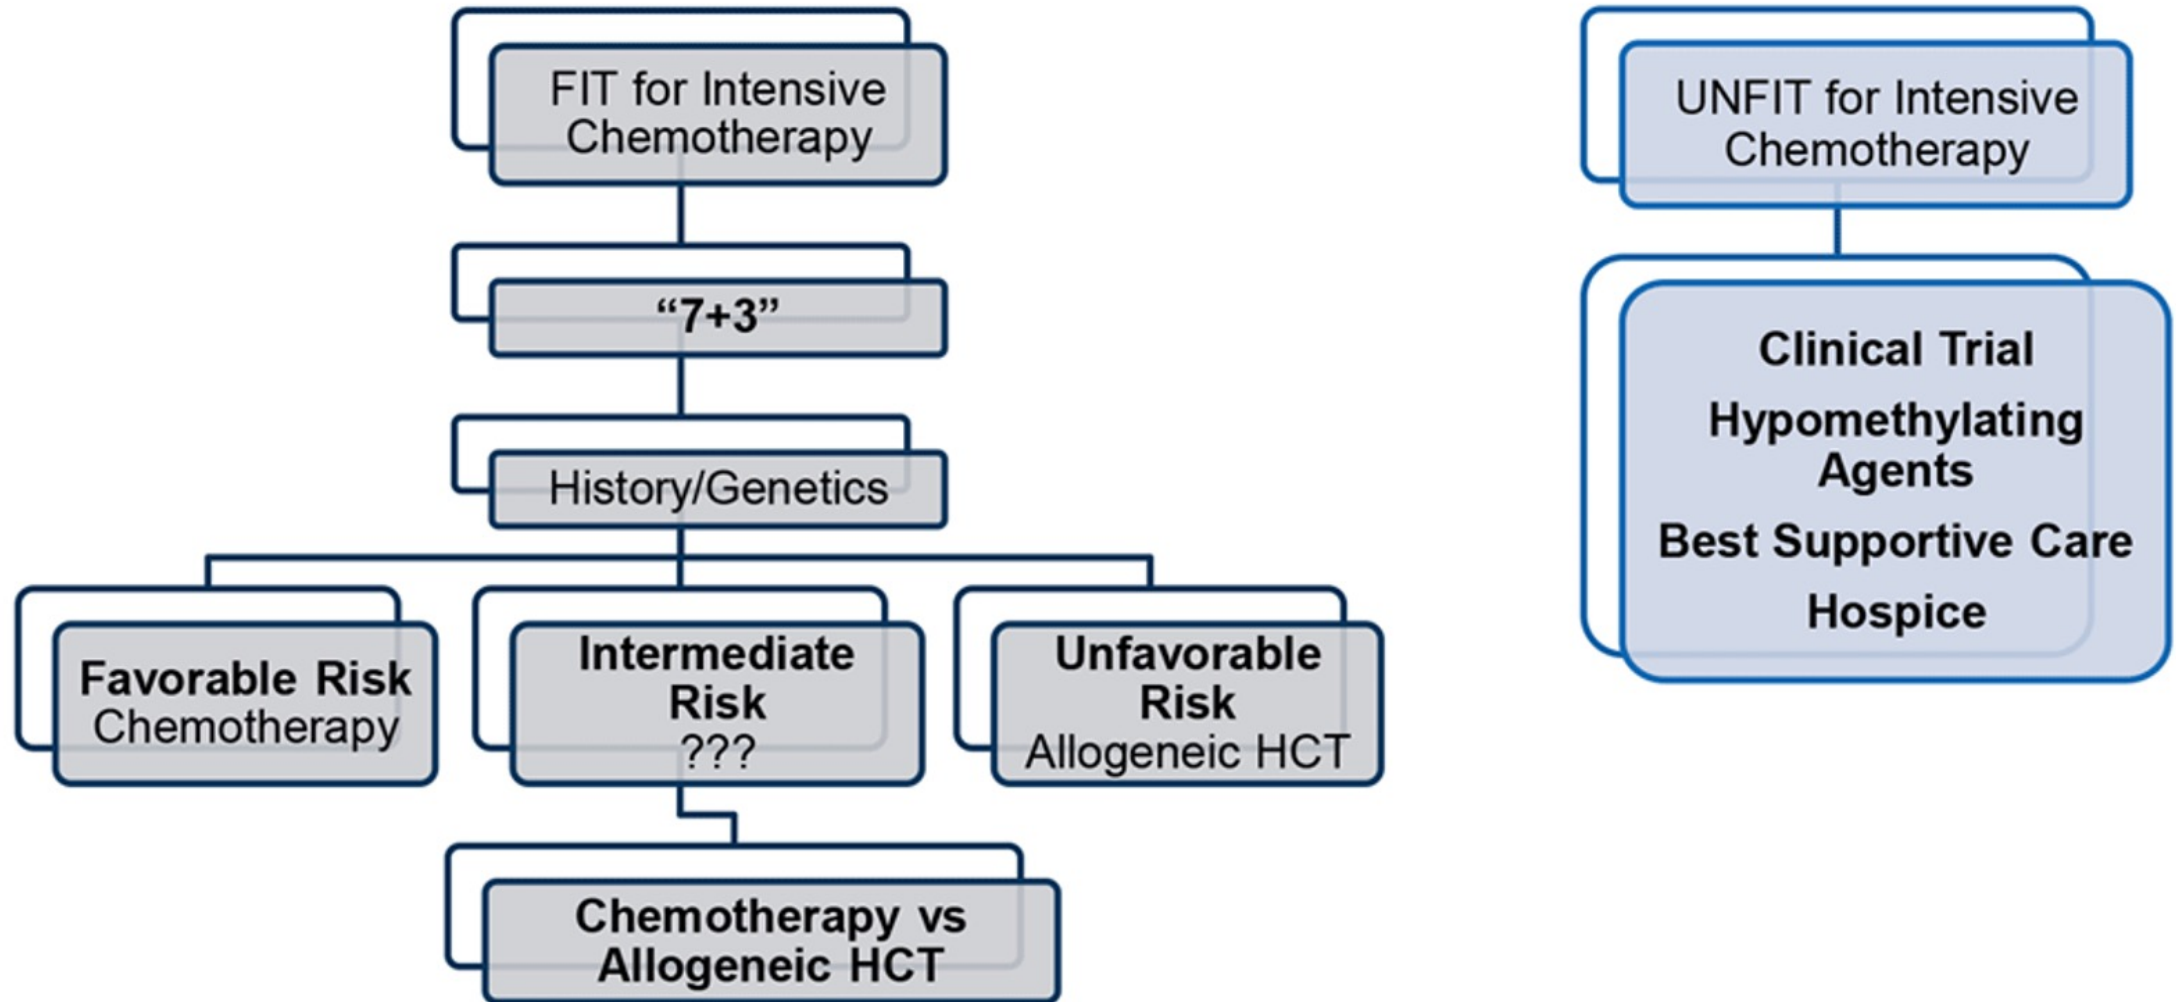 FIT for Intensive
Chemotherapy
“7+3”
History/Genetics
Favorable Risk
Chemotherapy
Intermediate
Risk
???
Unfavorable
Risk
Allogeneic HCT
Chemotherapy vs
Allogeneic HCT
UNFIT for Intensive
Chemotherapy
Clinical Trial
Hypomethylating
Agents
Best Supportive Care
Hospice